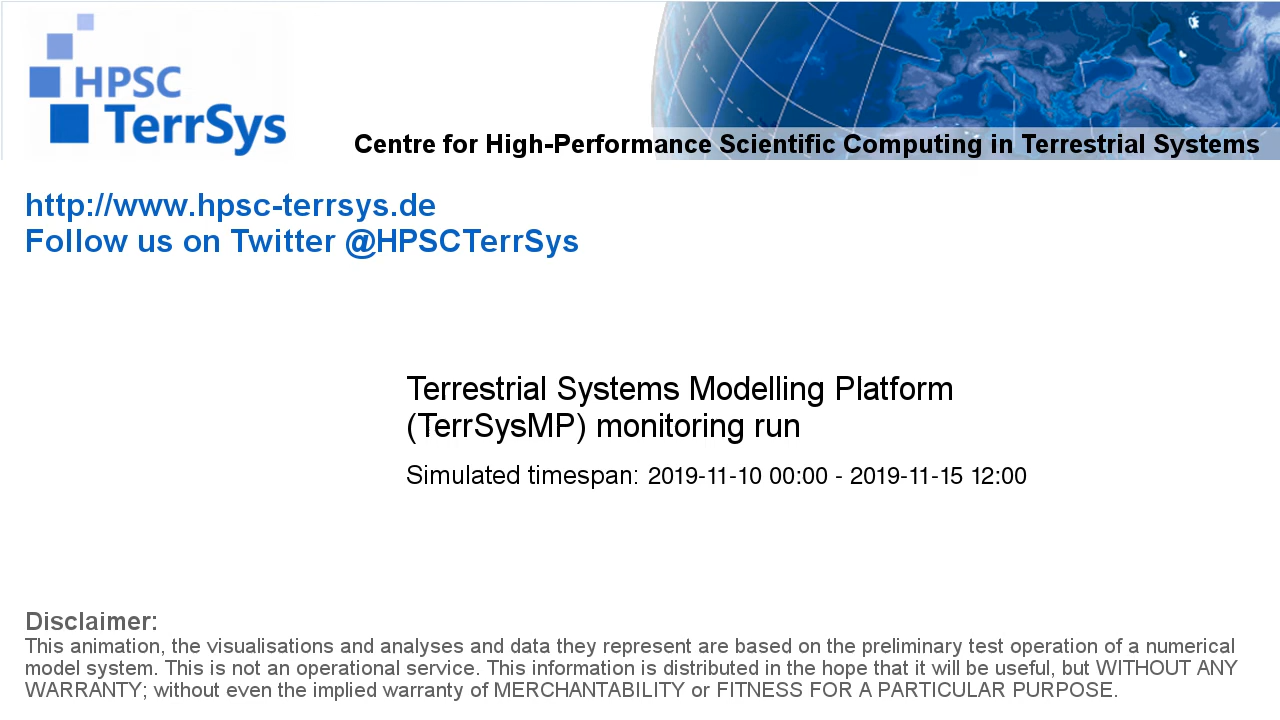 HPSC
TerrSys
Centre for High-Performance Scientific Computing in Terrestrial Systems
http://www.hpsc-terrsys.de
Follow us on Twitter @HPSCTerrSys
Terrestrial Systems Modelling Platform
(TerrSysMP) monitoring run
Simulated timespan: 2019-11-10 00:00 - 2019-11-15 12:00
Disclaimer:
This animation, the visualisations and analyses and data they represent are based on the preliminary test operation of a numerical
model system. This is not an operational service. This information is distributed in the hope that it will be useful, but WITHOUT ANY
WARRANTY; without even the implied warranty of MERCHANTABILITY or FITNESS FOR A PARTICULAR PURPOSE.